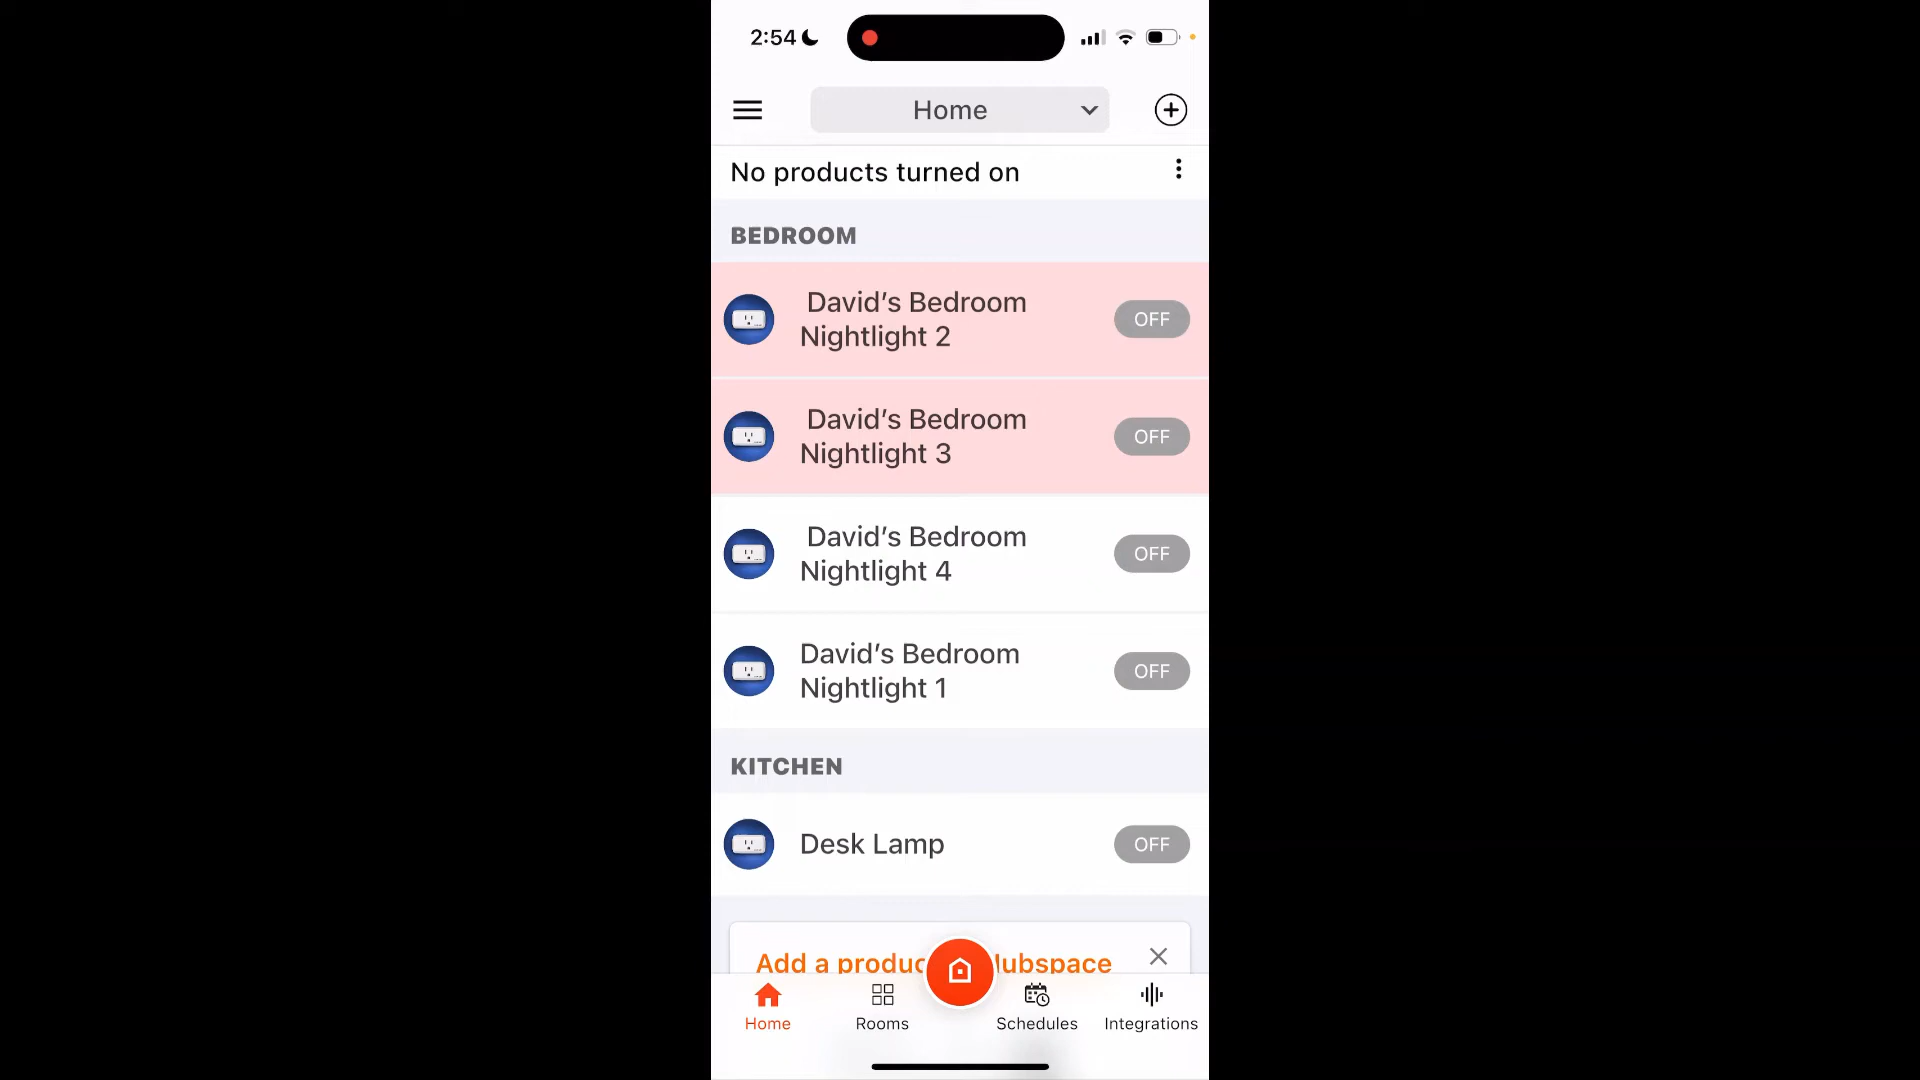 2:54
Home
No products turned on
BEDROOM
David's Bedroom
Nightlight 2
OFF
David's Bedroom
Nightlight 3
OFF
David's Bedroom
Nightlight 4
OFF
David's Bedroom
Nightlight 1
OFF
KITCHEN
Desk Lamp
OFF
Add a produc ubspace
Home
Rooms
Schedules
Integrations